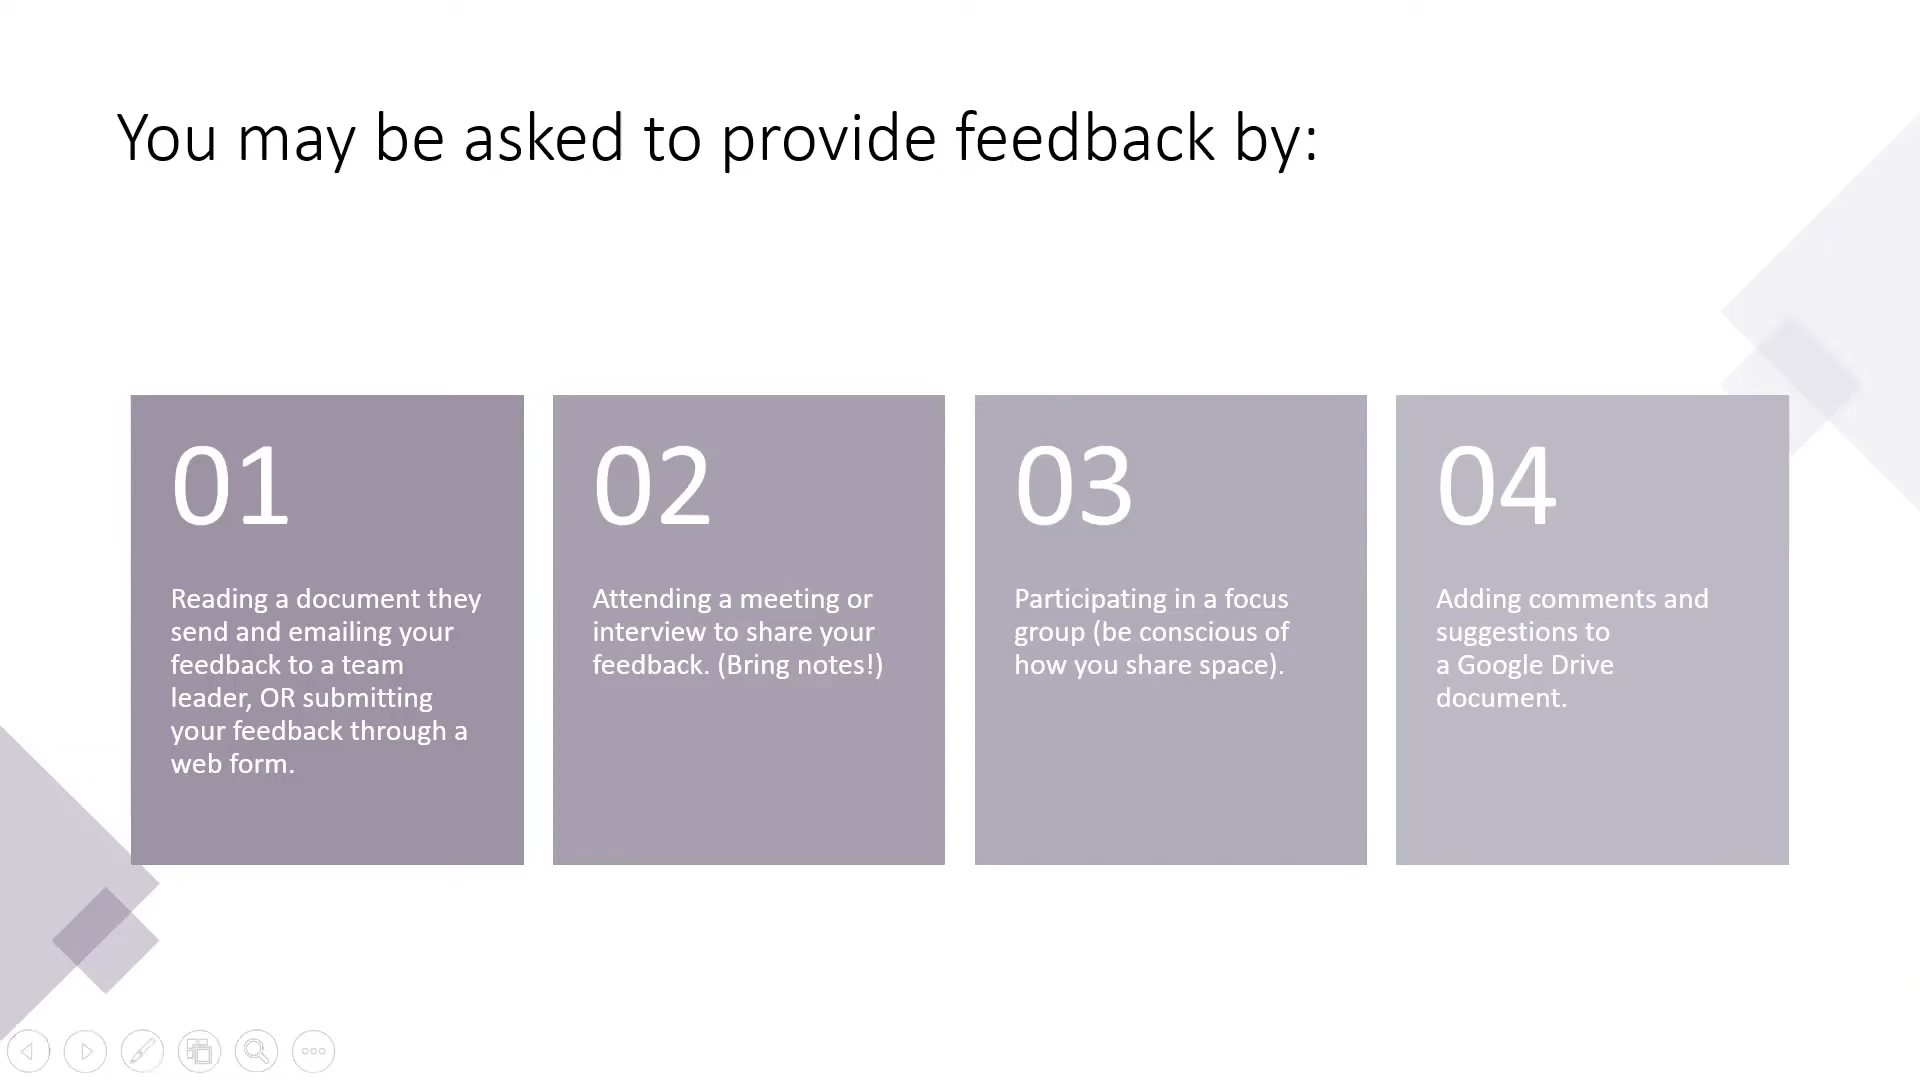 You may be asked to provide feedback by:
01
Reading a document they
send and emailing your
feedback to a team
leader, OR submitting
your feedback through a
web form.
02
Attending a meeting or
interview to share your
feedback. (Bring notes!)
03
Participating in a focus
group (be conscious of
how you share space).
04
Adding comments and
suggestions to
a Google Drive
document.